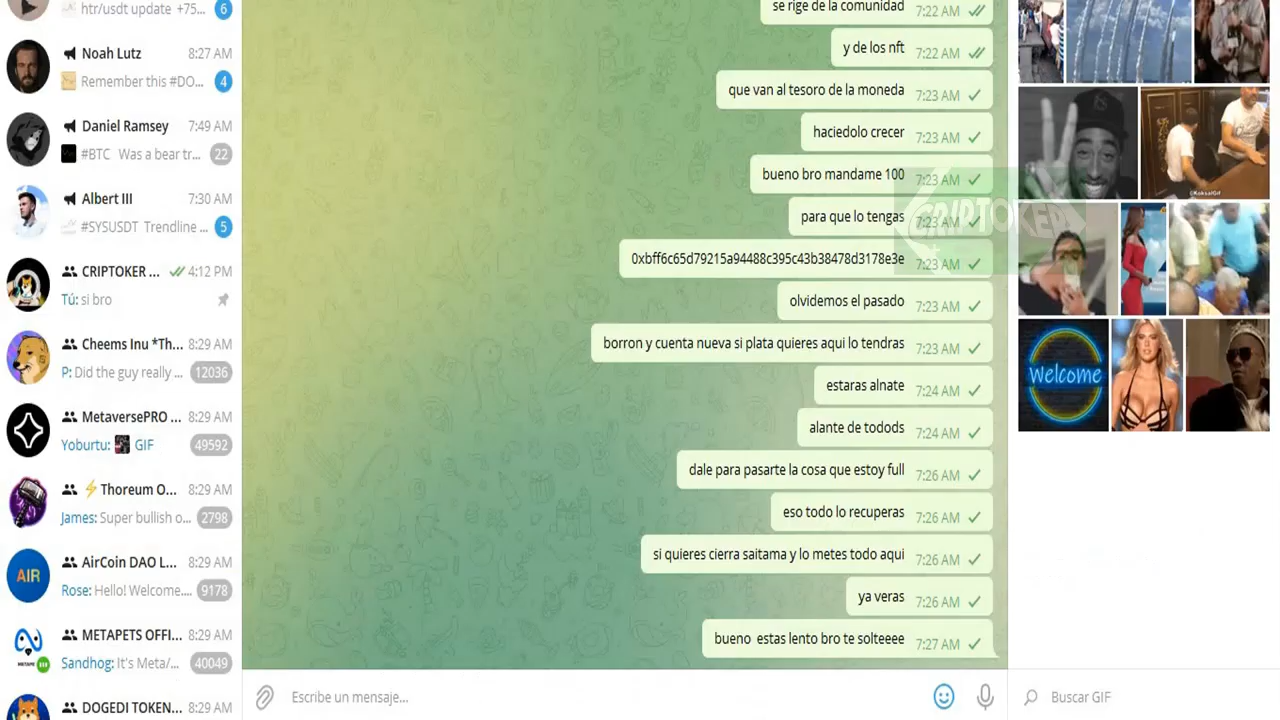 htr/usdt update +75...
6
Noah Lutz
8:27 AM
Remember this #DO...
4
Daniel Ramsey
7:49 AM
#BTC Was a bear tr...
22
Albert III
7:30 AM
#SYSUSDT Trendline ...
5
CRIPTOKER ...
4:12 PM
Tú: si bro
Cheems Inu *Th...
8:29 AM
P: Did the guy really ...
12036
MetaversePRO ...
8:29 AM
Yoburtu: GIF
49592
⚡Thoreum O...
8:29 AM
James: Super bullish o...
2798
AIR
AirCoin DAO L...
8:29 AM
Rose: Hello! Welcome....
9178
METAPETS OFFI...
8:29 AM
Sandhog: It's Meta/...
40049
DOGEDI TOKEN...
8:29 AM
se rige de la comunidad 7:22 AM
y de los nft 7:22 AM
que van al tesoro de la moneda 7:23 AM
haciedolo crecer 7:23 AM
bueno bro mandame 100 7:23 AM
para que lo tengas 7:23 AM
0xbff6c65d79215a94488c395c43b38478d3178e3e 7:23 AM
olvidemos el pasado 7:23 AM
borron y cuenta nueva si plata quieres aqui lo tendras 7:23 AM
estaras alnate 7:24 AM
alante de todods 7:24 AM
dale para pasarte la cosa que estoy full 7:26 AM
eso todo lo recuperas 7:26 AM
si quieres cierra saitama y lo metes todo aqui 7:26 AM
ya veras 7:26 AM
bueno estas lento bro te solteeee 7:27 AM
Escribe un mensaje...
CRIPTOKER
@KoksalGif
Welcome
Buscar GIF